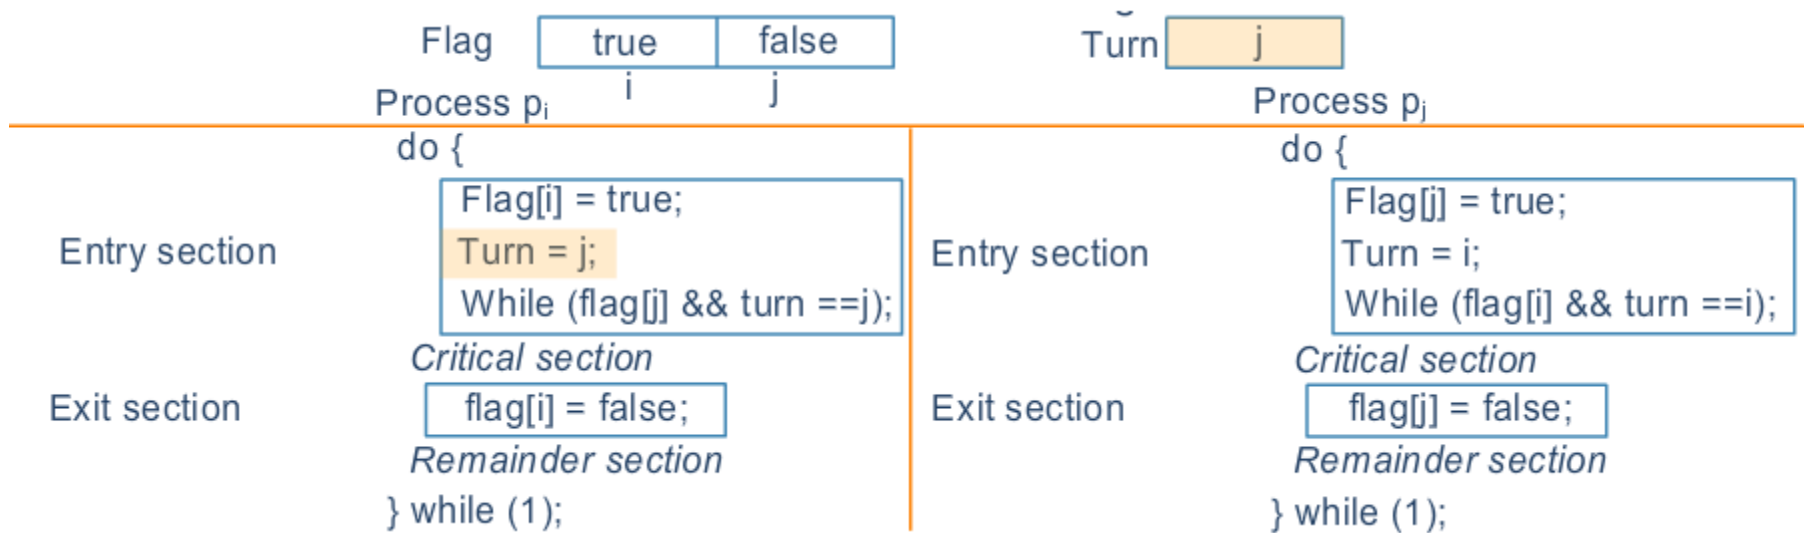 Flag true false Turn j
i j
Process pi Process pj
do {
Flag[i] = true;
Entry section Turn = j;
While (flag[j] && turn ==j);
Critical section
Exit section flag[i] = false;
Remainder section
} while (1);
do {
Flag[j] = true;
Entry section Turn = i;
While (flag[i] && turn ==i);
Critical section
Exit section flag[j] = false;
Remainder section
} while (1);